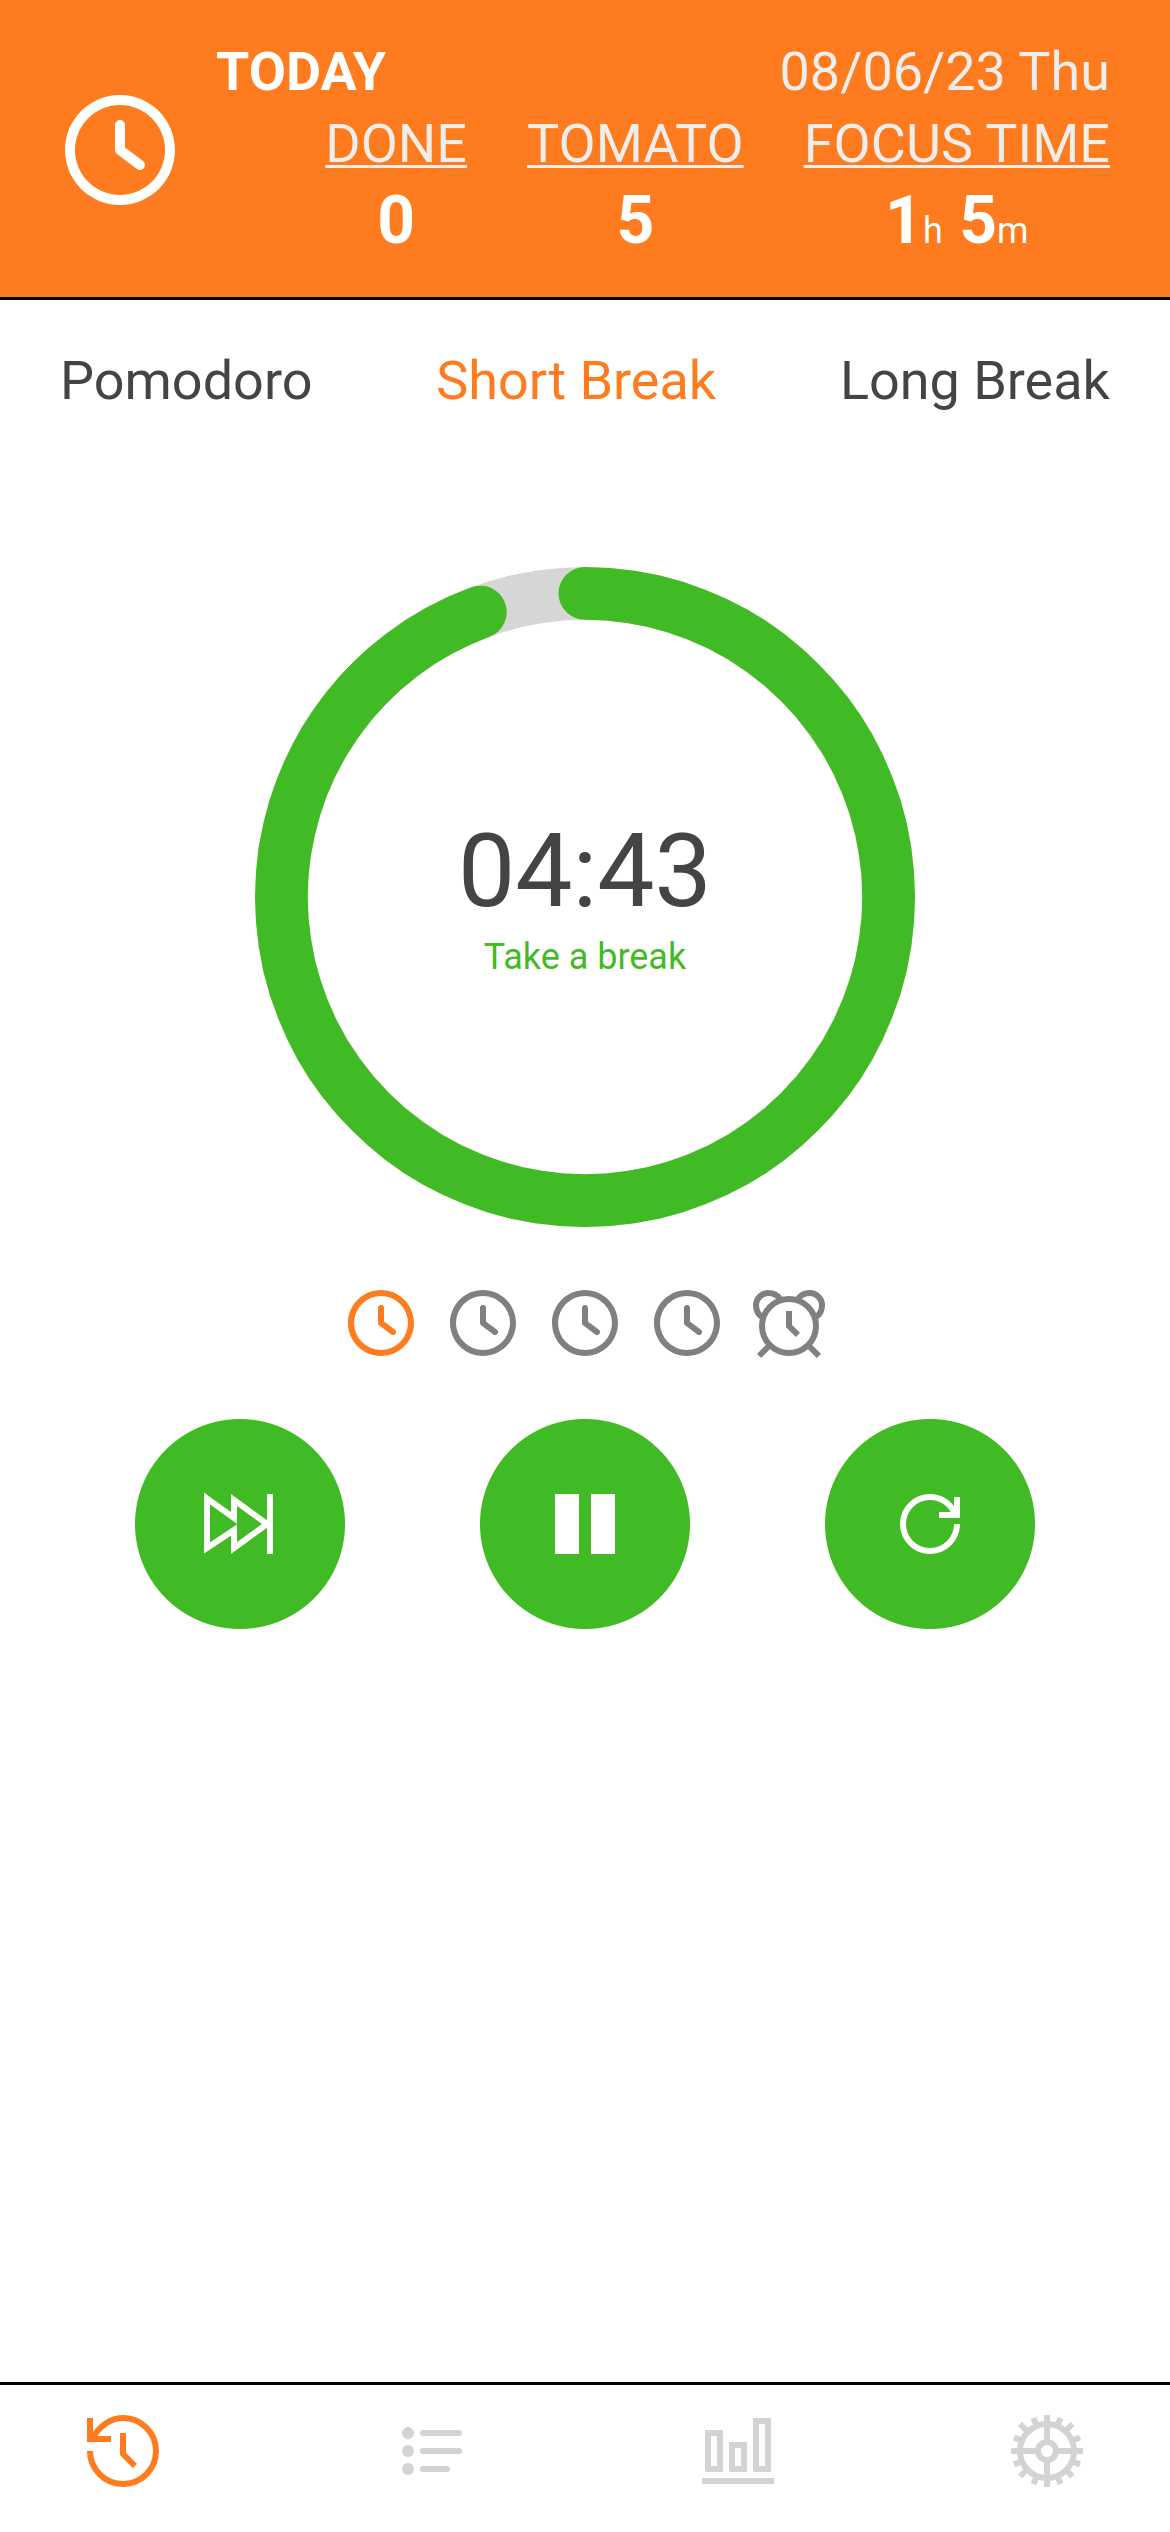 TODAY 08/06/23 Thu
DONE TOMATO FOCUS TIME
0 5 1h 5m
Pomodoro Short Break Long Break
04:43
Take a break